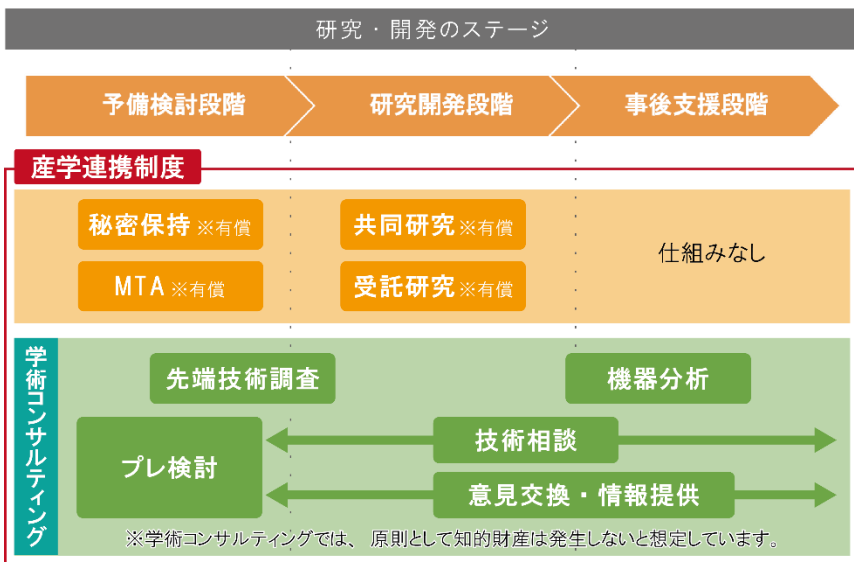 研究・開発のステージ
予備検討段階
研究開発段階
事後支援段階
産学連携制度
秘密保持 ※有償
共同研究 ※有償
仕組みなし
MTA ※有償
受託研究 ※有償
学術コンサルティング
先端技術調査
機器分析
プレ検討
技術相談
意見交換・情報提供
※学術コンサルティングでは、原則として知的財産は発生しないと想定しています。